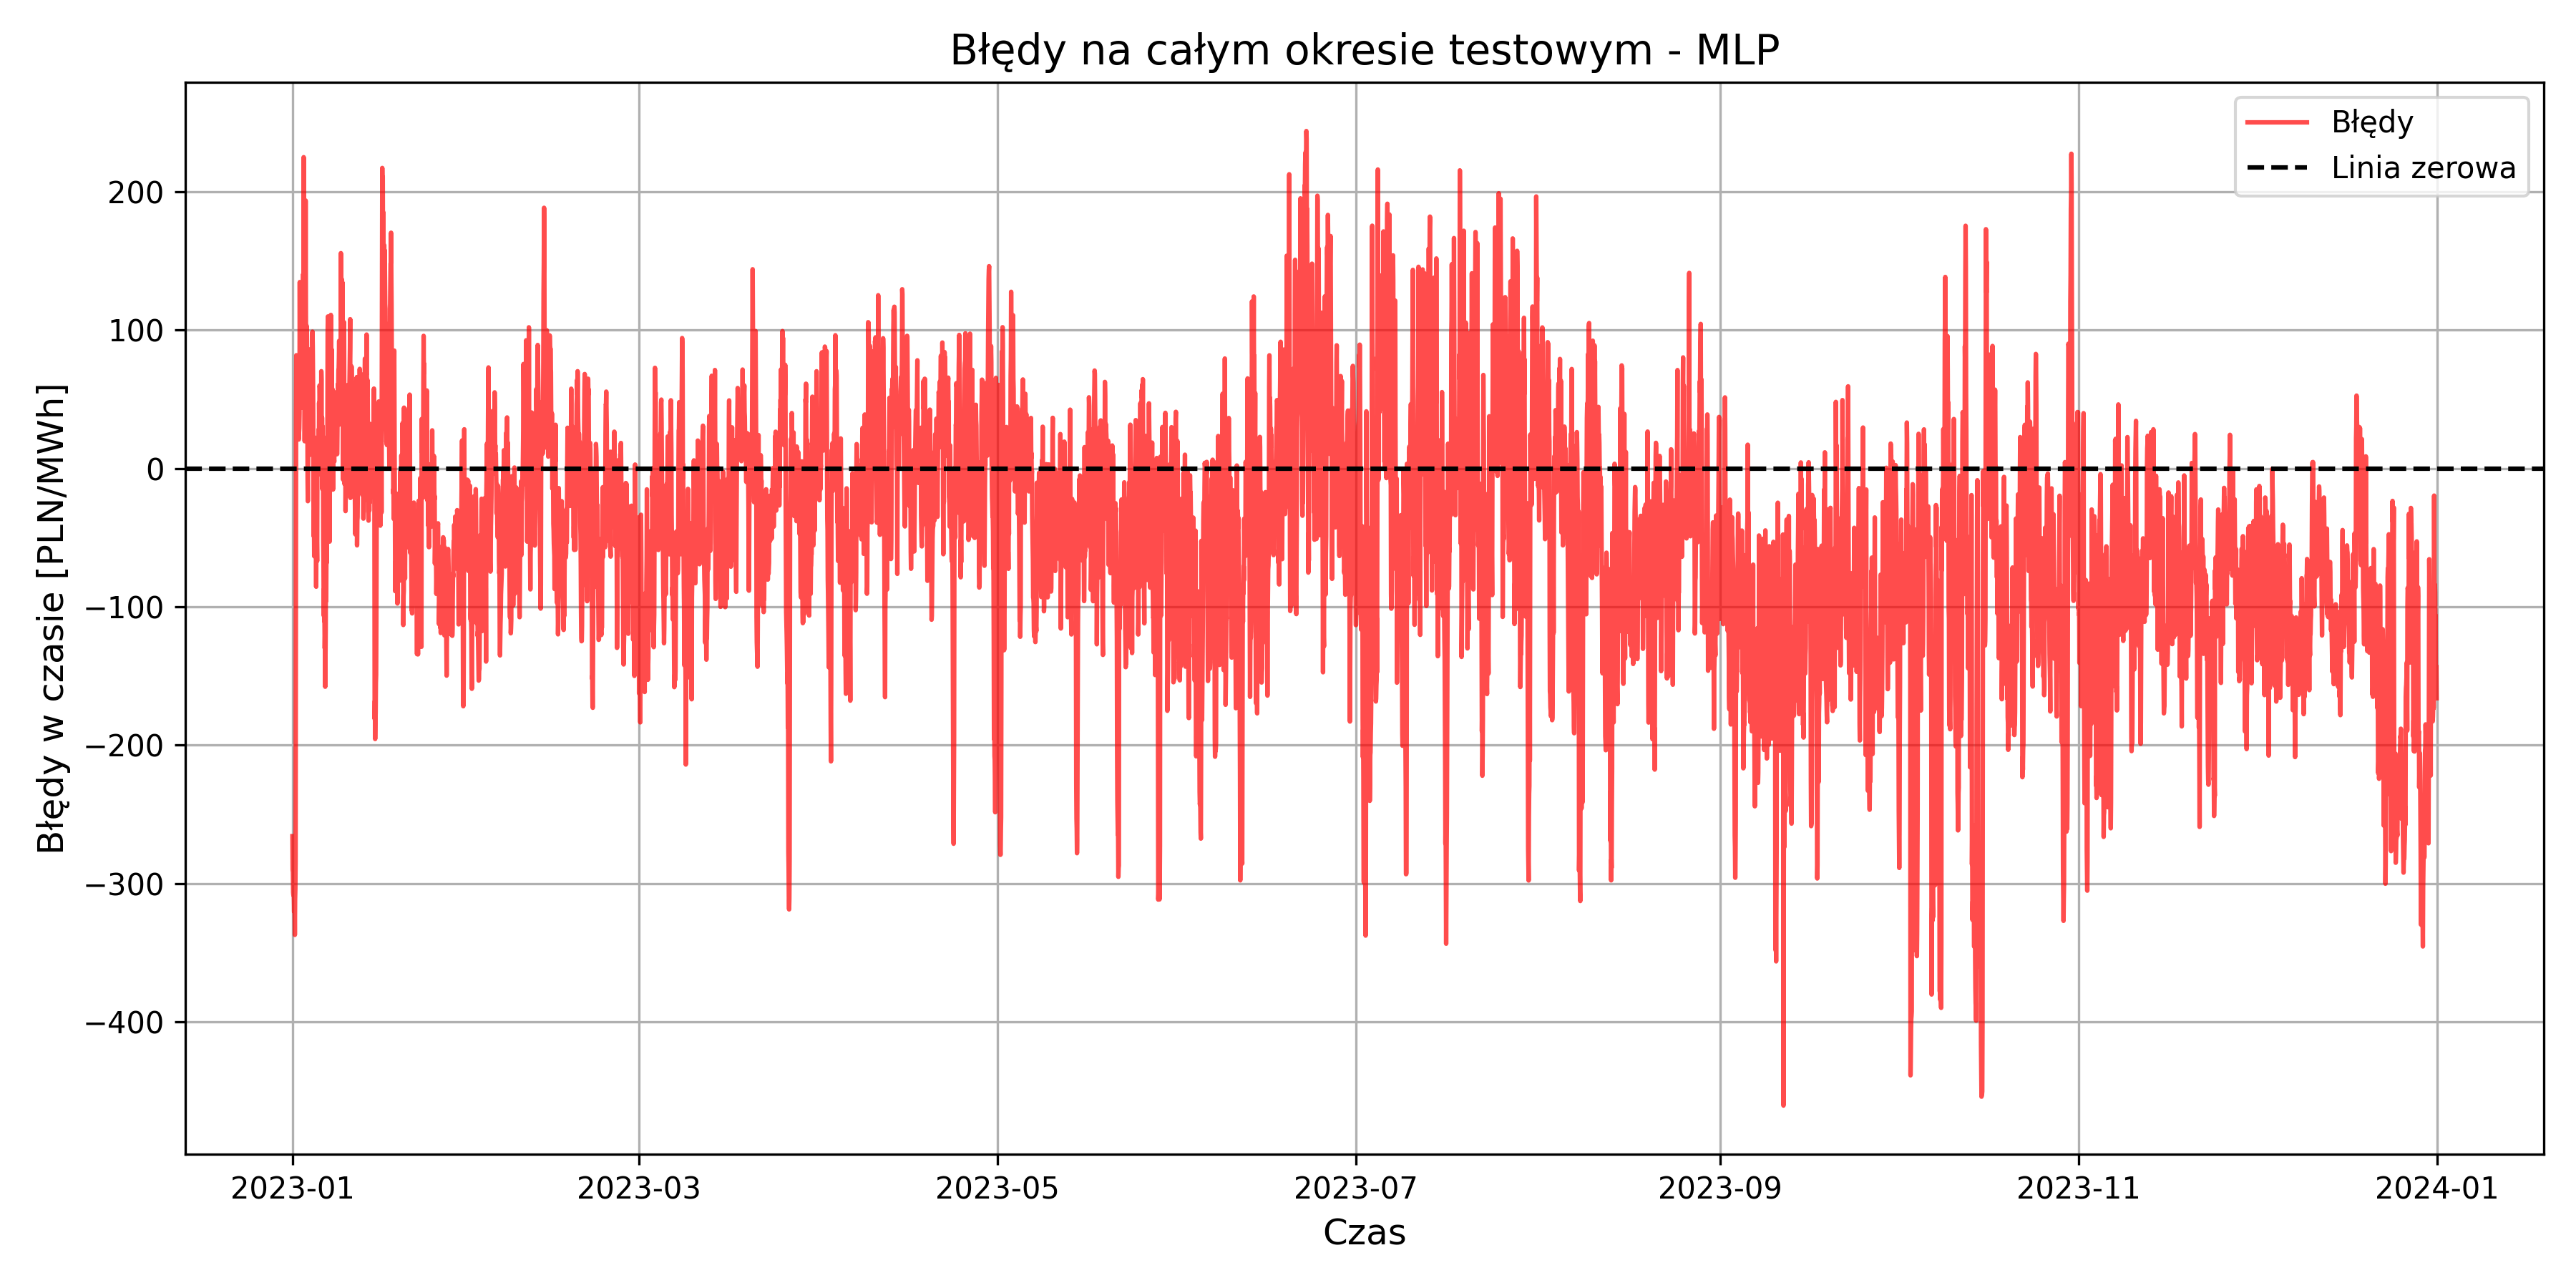 Błędy na całym okresie testowym - MLP
Błędy
Linia zerowa
Błędy w czasie [PLN/MWh]
200
100
0
−100
−200
−300
−400
2023-01
2023-03
2023-05
2023-07
2023-09
2023-11
2024-01
Czas